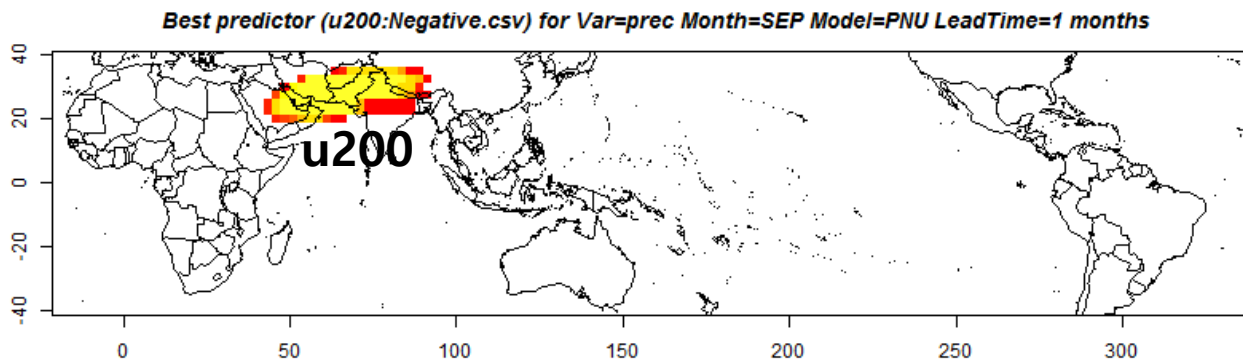 Best predictor (u200:Negative.csv) for Var=prec Month=SEP Model=PNU LeadTime=1 months
40
20
u200
0
-20
-40
0 50 100 150 200 250 300